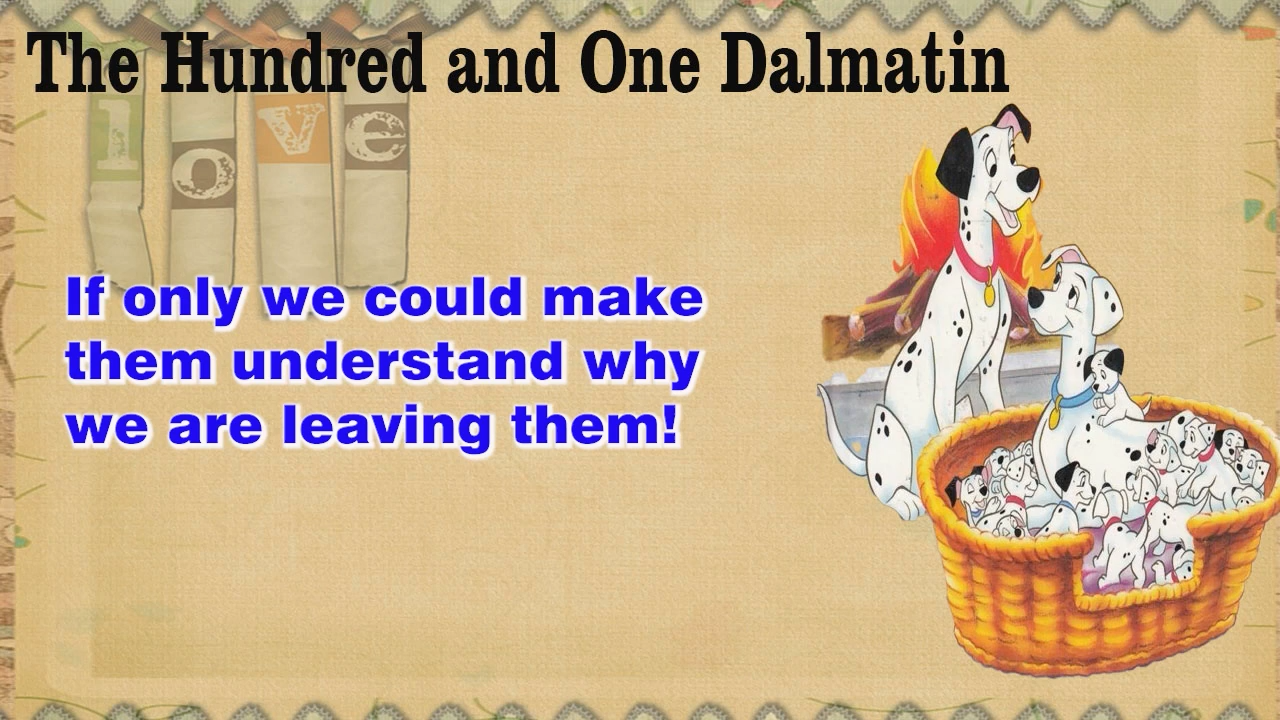 The Hundred and One Dalmatin
love
If only we could make
them understand why
we are leaving them!